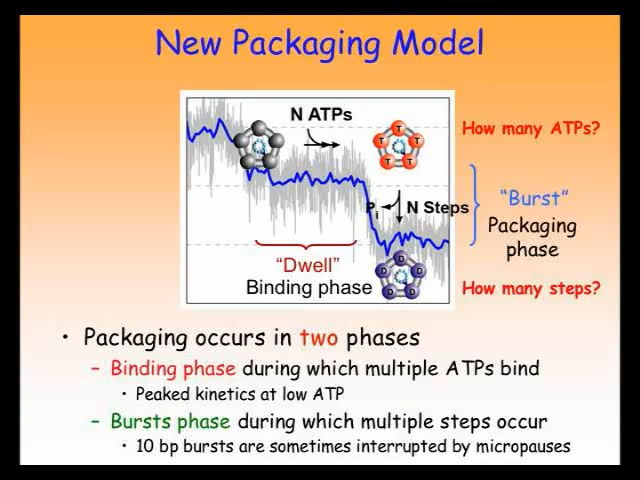 New Packaging Model
N ATPs
T
T T
T T
How many ATPs?
Pi
N Steps
"Burst"
Packaging
phase
"Dwell"
Binding phase
D
D D
D D
How many steps?
• Packaging occurs in two phases
– Binding phase during which multiple ATPs bind
• Peaked kinetics at low ATP
– Bursts phase during which multiple steps occur
• 10 bp bursts are sometimes interrupted by micropauses